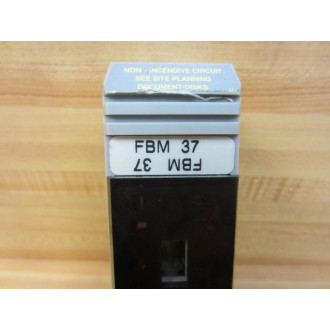 NON - INCENDIVE CIRCUIT.
SEE SITE PLANNING
DOCUMENT DISKS.
FBM 37
FBM 37